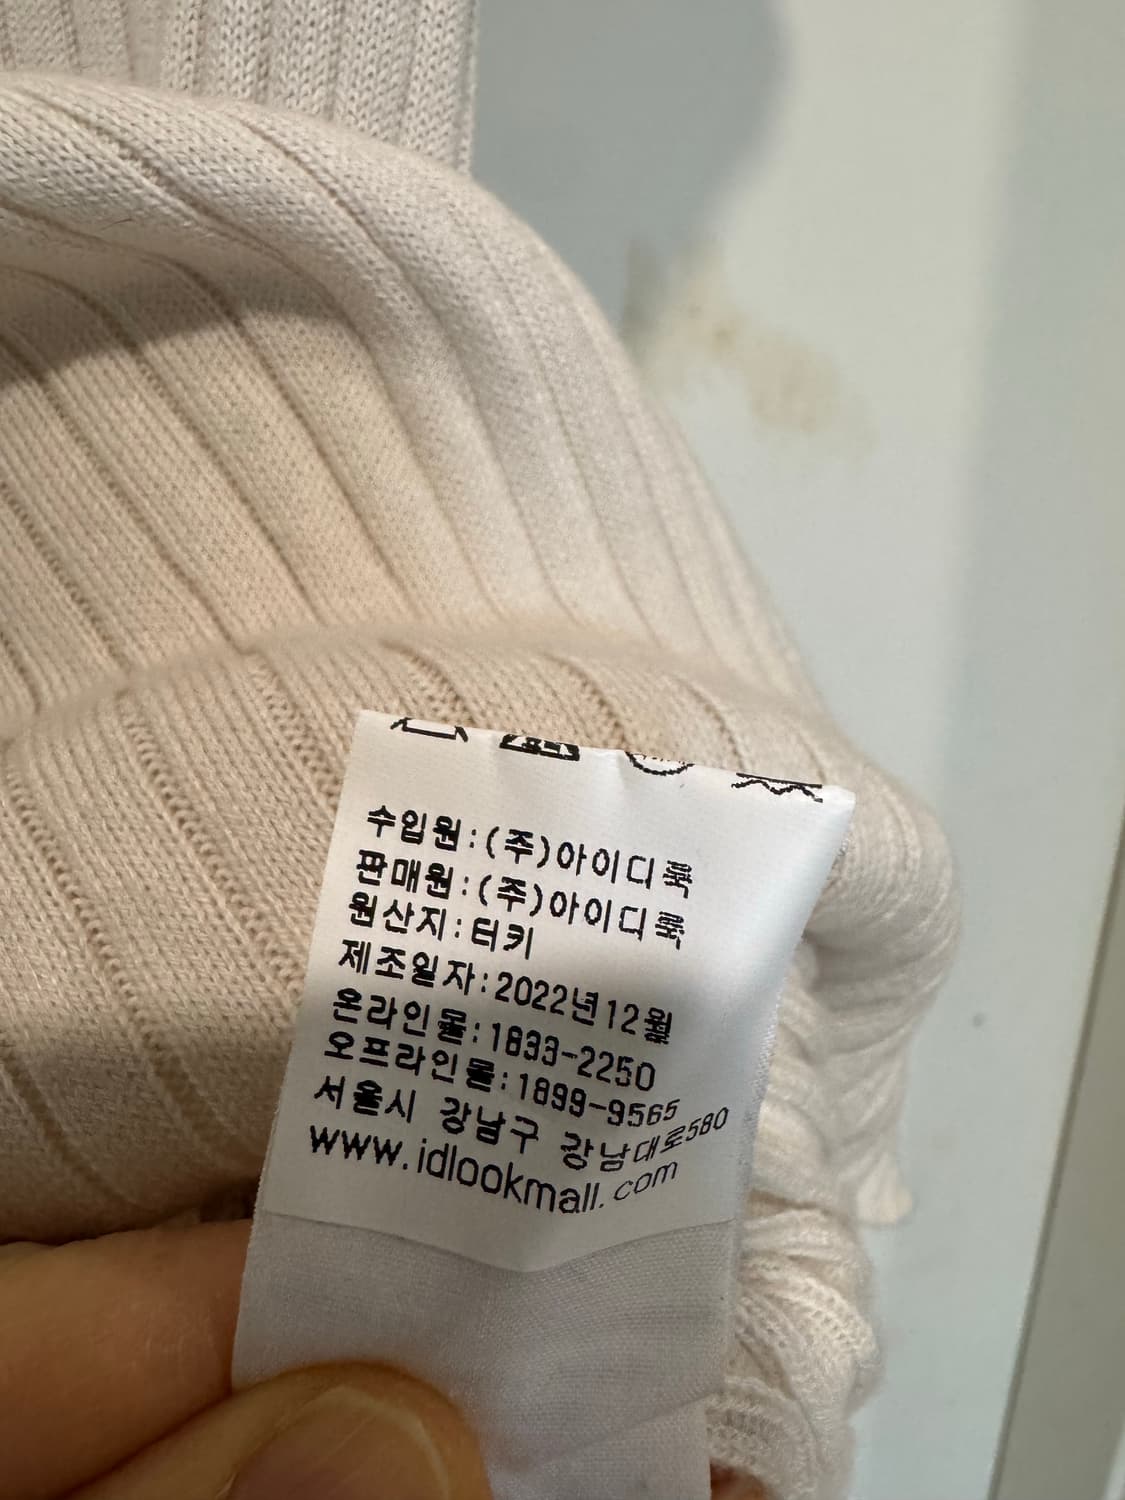 수입원:(주)아이디룩
판매원:(주)아이디룩
원산지:터키
제조일자:2022년12월
온라인몰:1833-2250
오프라인몰:1899-9565
서울시 강남구 강남대로580
www.idlookmall.com